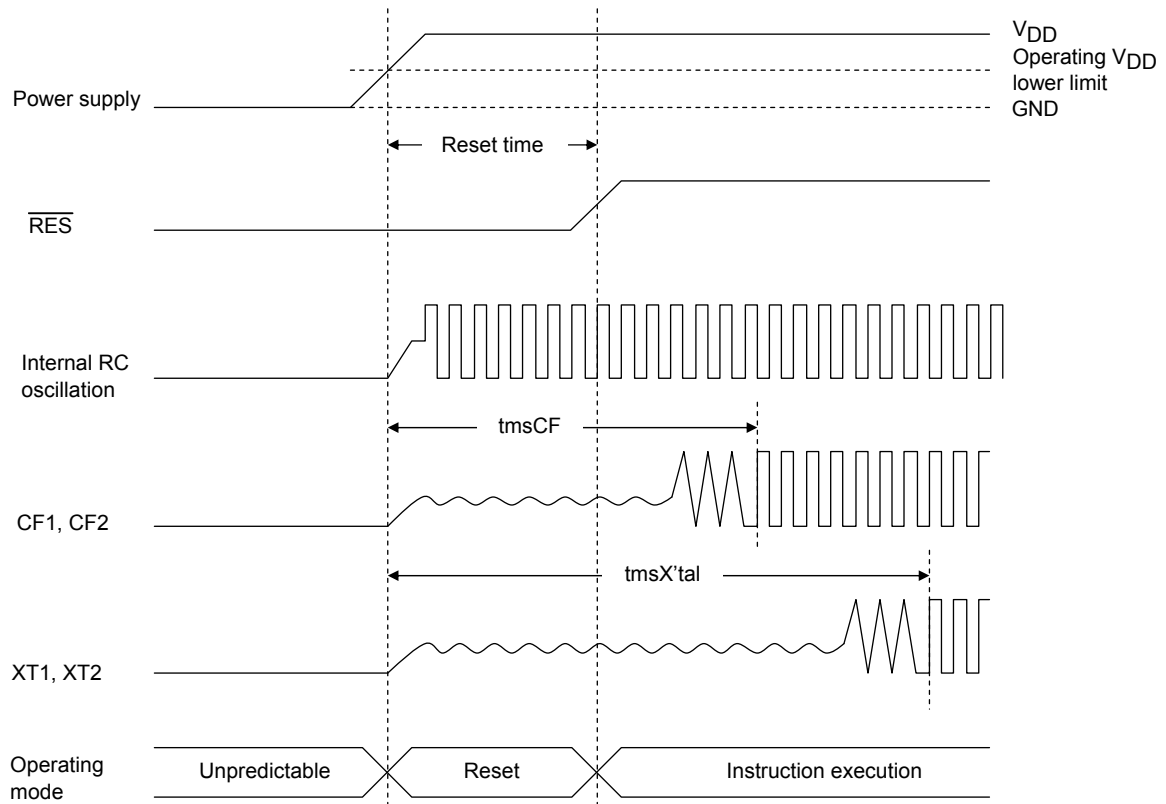 VDD
Operating VDD
lower limit
GND
Power supply
Reset time
RES
Internal RC
oscillation
tmsCF
CF1, CF2
tmsX'tal
XT1, XT2
Operating
mode
Unpredictable
Reset
Instruction execution